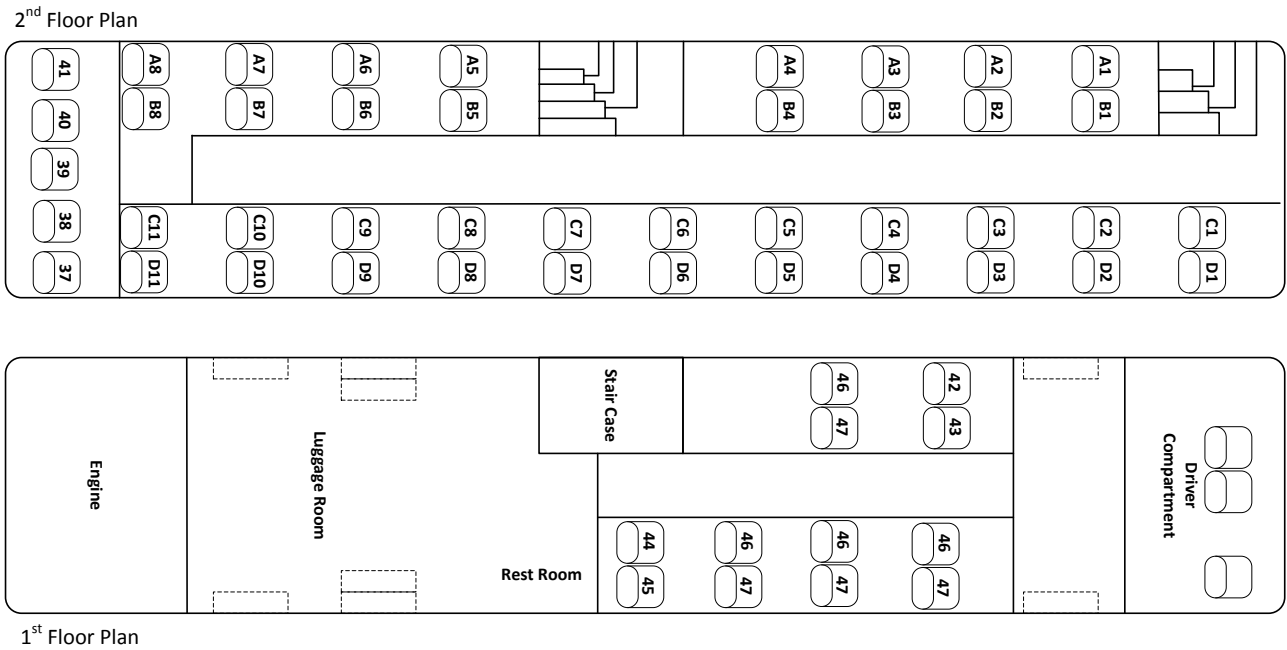 2nd Floor Plan
41
40
39
38
37
A8 A7 A6 A5 A4 A3 A2 A1
B8 B7 B6 B5 B4 B3 B2 B1
C11 C10 C9 C8 C7 C6 C5 C4 C3 C2 C1
D11 D10 D9 D8 D7 D6 D5 D4 D3 D2 D1
Engine
Luggage Room
Stair Case
46 42
47 43
Rest Room
44 46 46 46
45 47 47 47
Driver
Compartment
1st Floor Plan